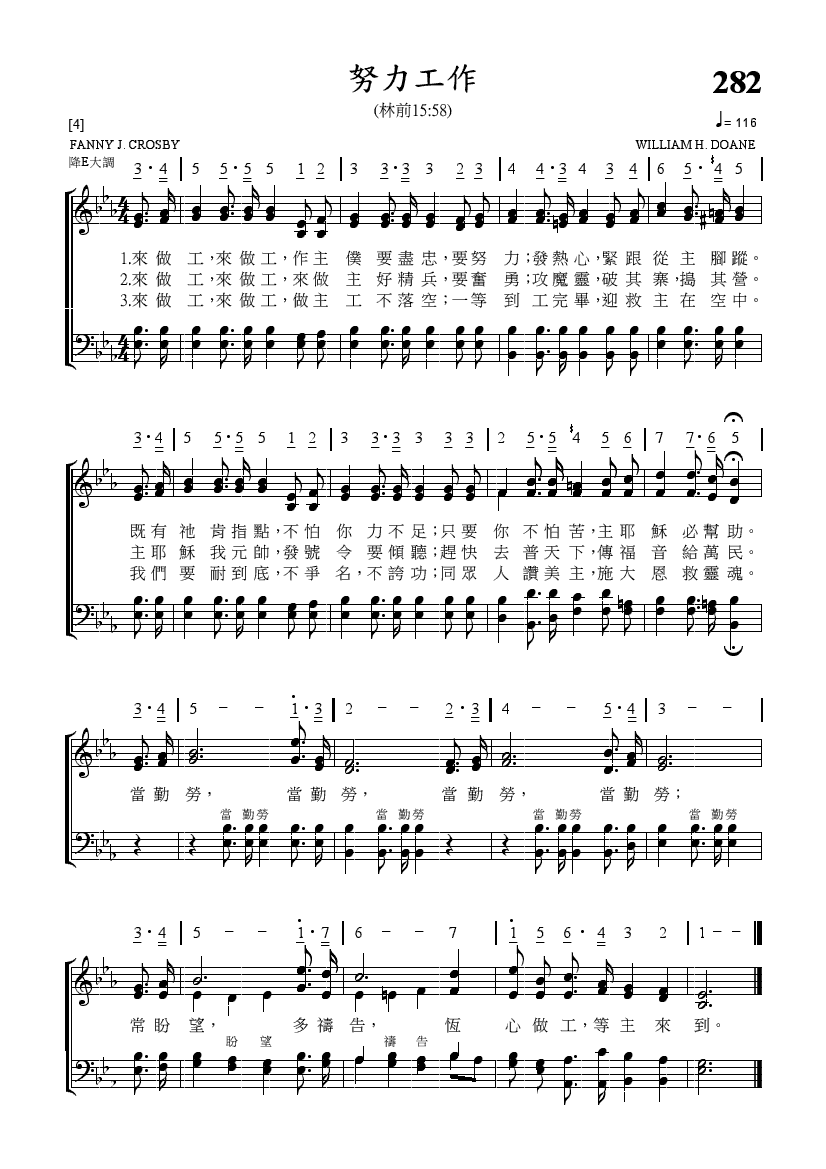 努力工作
282
(林前15:58)
[4]
♩= 116
FANNY J. CROSBY
WILLIAM H. DOANE
降E大調
3 · 4 | 5 5 · 5 5 1 2 | 3 3 · 3 3 2 3 | 4 4 · 3 4 3 4 | 6 5 · 4 5 |
1.來做工,來做工,作主僕要盡忠,要努力;發熱心,緊跟從主腳蹤。
2.來做工,來做工,來做主好精兵,要奮勇;攻魔靈,破其寨,搗其營。
3.來做工,來做工,做主工不落空;一等到工完畢,迎救主在空中。
3 · 4 | 5 5 · 5 5 1 2 | 3 3 · 3 3 3 3 | 2 5 · 5 4 5 6 | 7 7 · 6 5 |
既有祂肯指點,不怕你力不足;只要你不怕苦,主耶穌必幫助。
主耶穌我元帥,發號令要傾聽;趕快去普天下,傳福音給萬民。
我們要耐到底,不爭名,不誇功;同眾人讚美主,施大恩救靈魂。
3 · 4 | 5 – – 1 · 3 | 2 – – 2 · 3 | 4 – – 5 · 4 | 3 – – |
當勤勞,當勤勞,當勤勞,當勤勞;
當勤勞 當勤勞 當勤勞 當勤勞
3 · 4 | 5 – – 1 · 7 | 6 – 7 | 1 5 6 · 4 3 2 | 1 – –
常盼望,多禱告,恆心做工,等主來到。
盼望 禱告